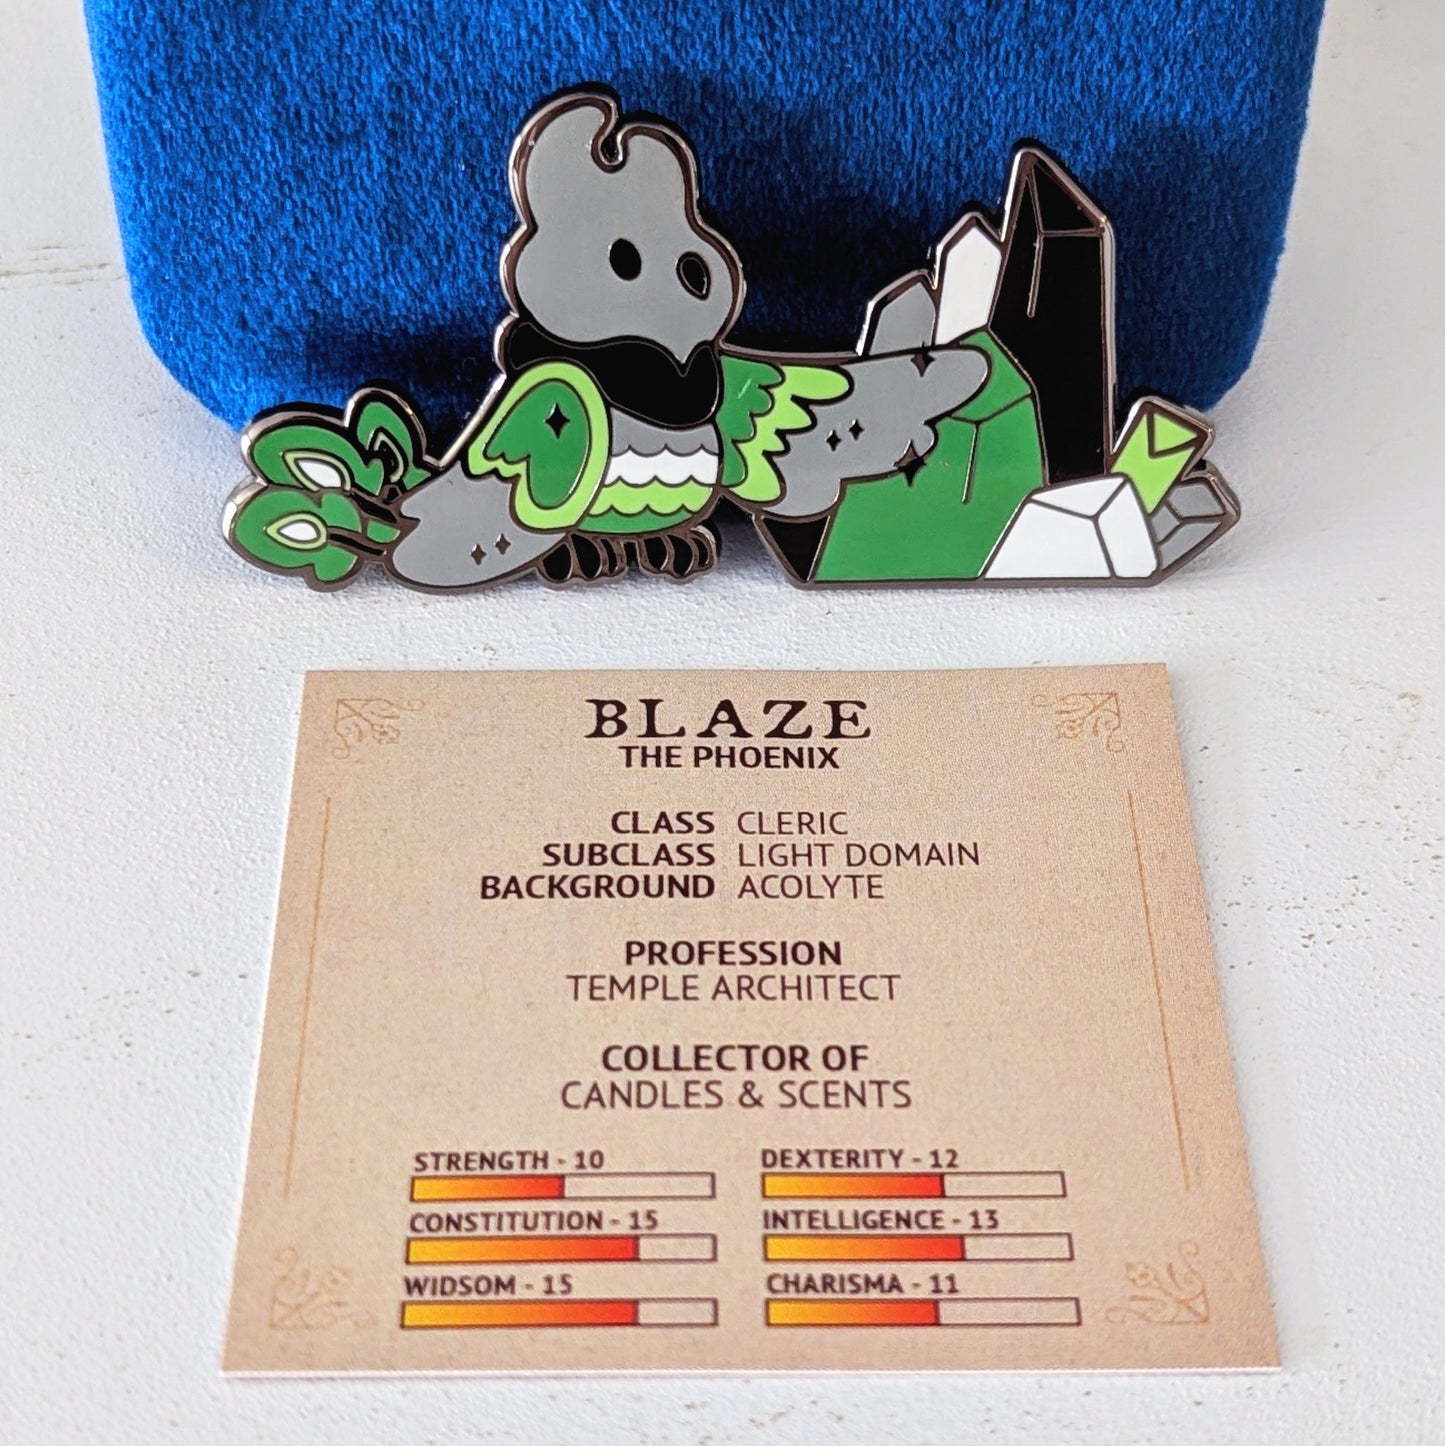 BLAZE
THE PHOENIX
CLASS CLERIC
SUBCLASS LIGHT DOMAIN
BACKGROUND ACOLYTE
PROFESSION
TEMPLE ARCHITECT
COLLECTOR OF
CANDLES & SCENTS
STRENGTH - 10
DEXTERITY - 12
CONSTITUTION - 15
INTELLIGENCE - 13
WIDSOM - 15
CHARISMA - 11